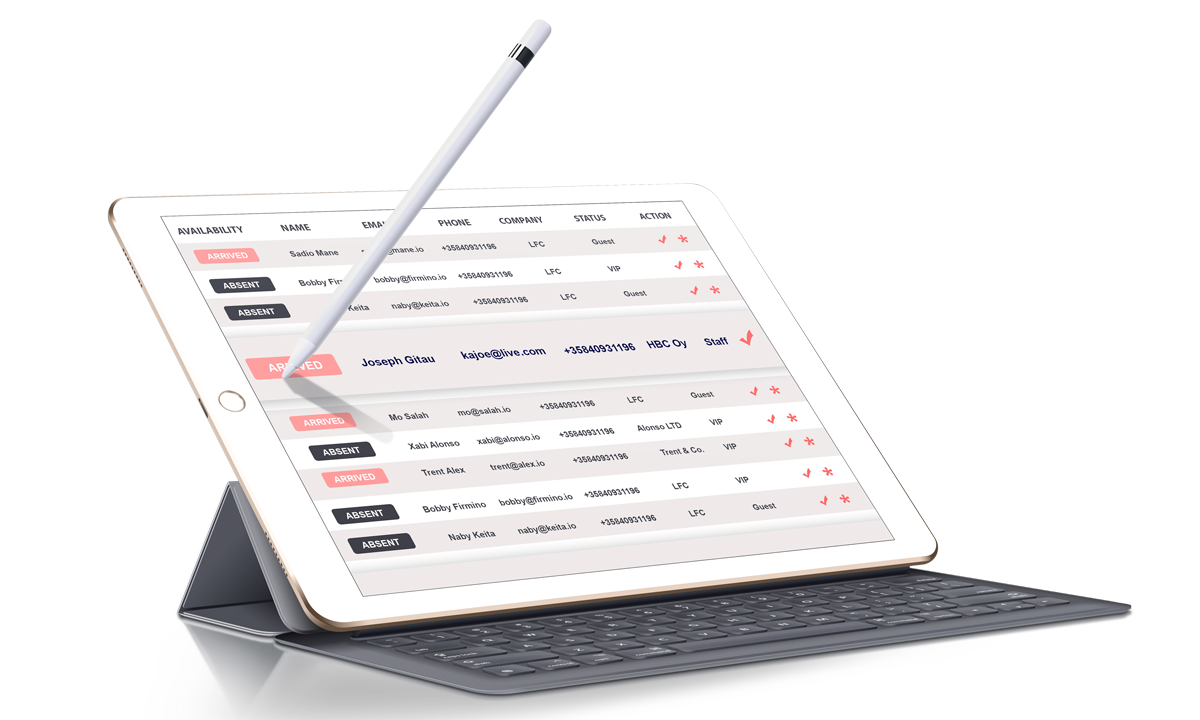 AVAILABILITY NAME EMAI PHONE COMPANY STATUS ACTION
ARRIVED Sadio Mane mane.io +35840931196 LFC Guest
ABSENT Bobby Fir bobby@firmino.io +35840931196 LFC VIP
ABSENT Keita naby@keita.io +35840931196 LFC Guest
ARRIVED Joseph Gitau kajoe@live.com +35840931196 HBC Oy Staff
ARRIVED Mo Salah mo@salah.io +35840931196 LFC Guest
ABSENT Xabi Alonso xabi@alonso.io +35840931196 Alonso LTD VIP
ARRIVED Trent Alex trent@alex.io +35840931196 Trent & Co. VIP
ABSENT Bobby Firmino bobby@firmino.io +35840931196 LFC VIP
ABSENT Naby Keita naby@keita.io +35840931196 LFC Guest